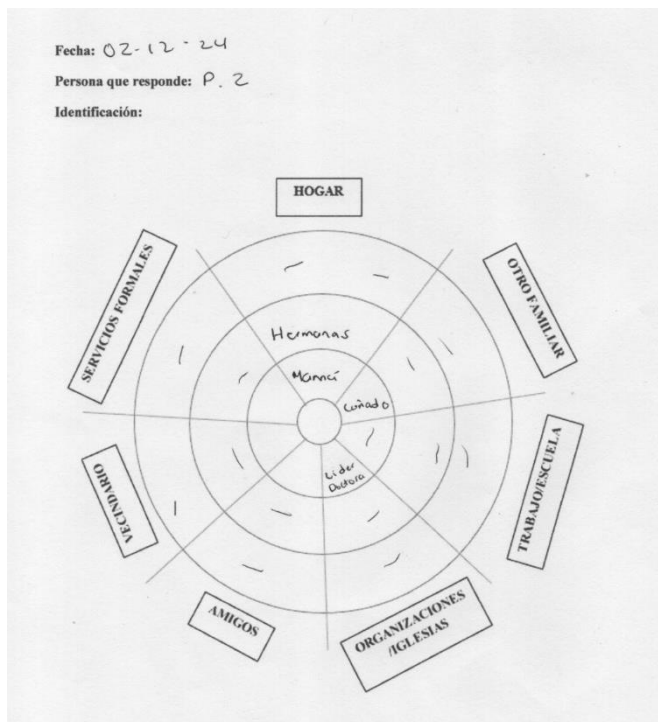 Fecha: 02-12-24
Persona que responde: P. 2
Identificación:
HOGAR
SERVICIOS FORMALES
OTRO FAMILIAR
Hermanas
Mamá
Cuñado
Lider
Doctora
VECINDARIO
TRABAJO/ESCUELA
AMIGOS
ORGANIZACIONES
/IGLESIAS